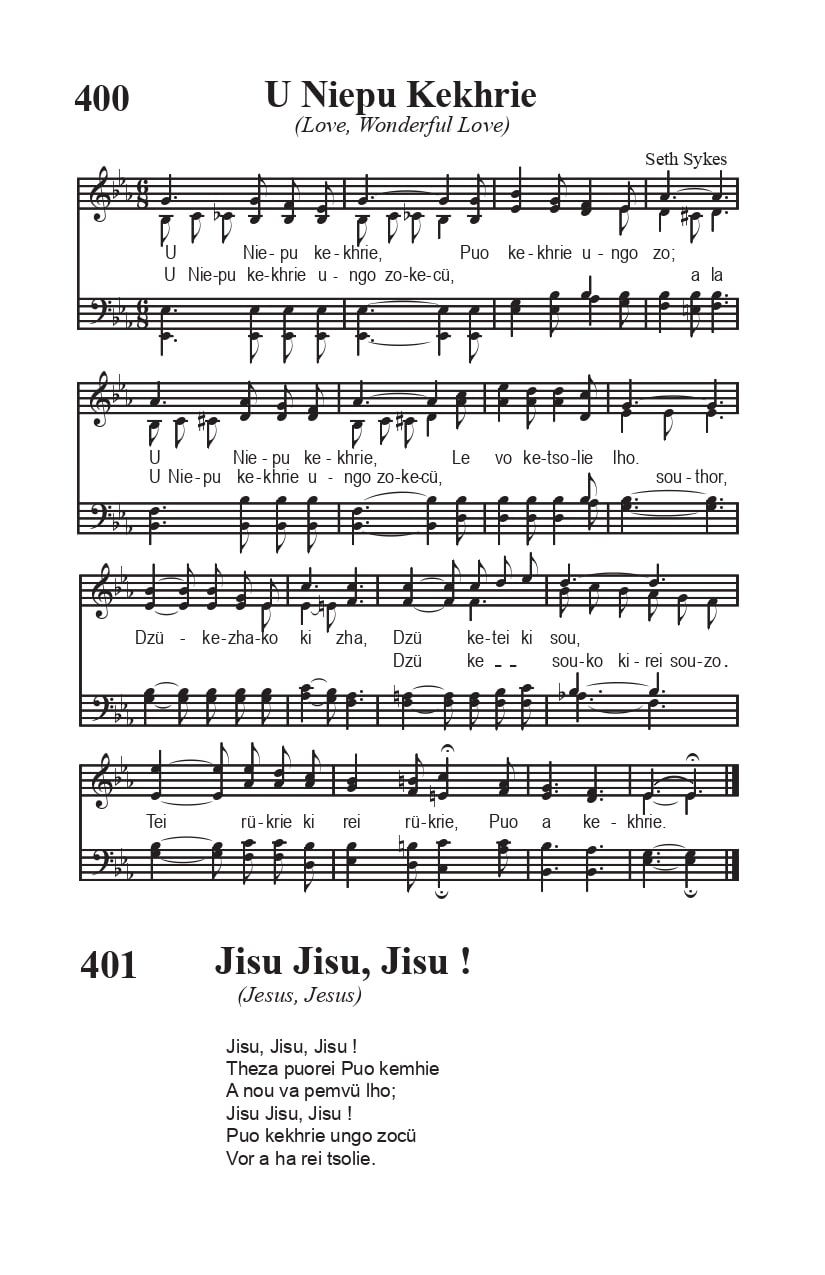 400 U Niepu Kekhrie
(Love, Wonderful Love)
Seth Sykes
U Nie-pu ke-khrie, Puo ke-khrie u-ngo zo;
U Nie-pu ke-khrie u - ngo zo-ke-cü, a la
U Nie-pu ke-khrie, Le vo ke-tso-lie lho.
U Nie-pu ke-khrie u - ngo zo-ke-cü, sou-thor,
Dzü - ke-zha-ko ki zha, Dzü ke-tei ki sou,
Dzü ke - - sou-ko ki-rei sou-zo.
Tei rü-krie ki rei rü-krie, Puo a ke - khrie.
401 Jisu Jisu, Jisu !
(Jesus, Jesus)
Jisu, Jisu, Jisu !
Theza puorei Puo kemhie
A nou va pemvü lho;
Jisu Jisu, Jisu !
Puo kekhrie ungo zocü
Vor a ha rei tsolie.